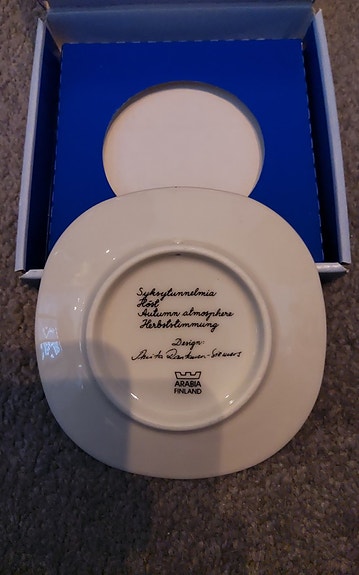 Syksytunnelmia
Höst
Autumn atmosphere
Herbststimmung
Design:
ARABIA
FINLAND